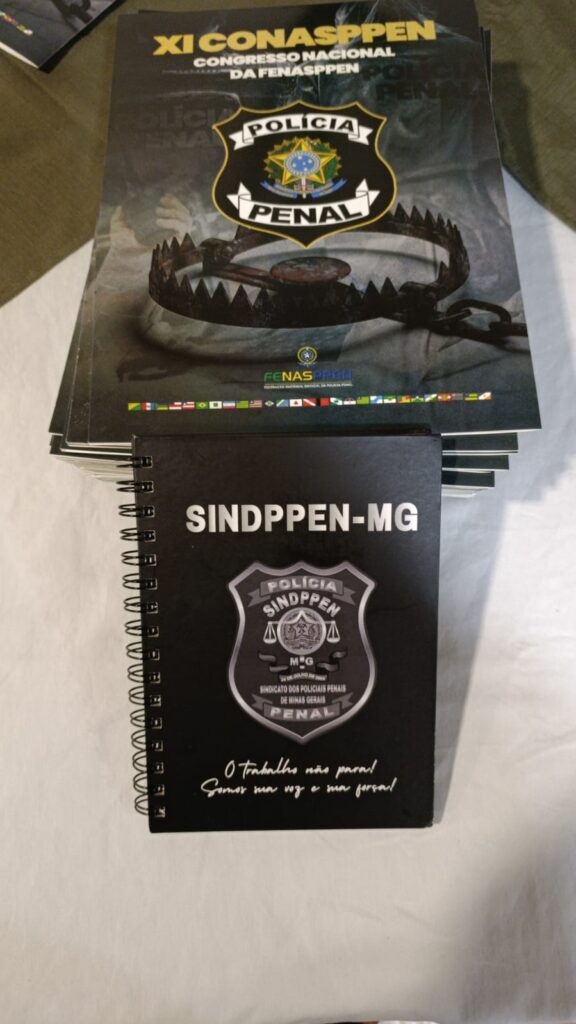 XI CONASPPEN
CONGRESSO NACIONAL
DA FENASPPEN
POLÍCIA
PENAL
FENASPPEN
SINDPPEN-MG
POLÍCIA
SINDPPEN
MG
SINDICATO DOS POLICIAIS PENAIS
DE MINAS GERAIS
PENAL
O trabalho não para!
Somos sua voz e sua força!